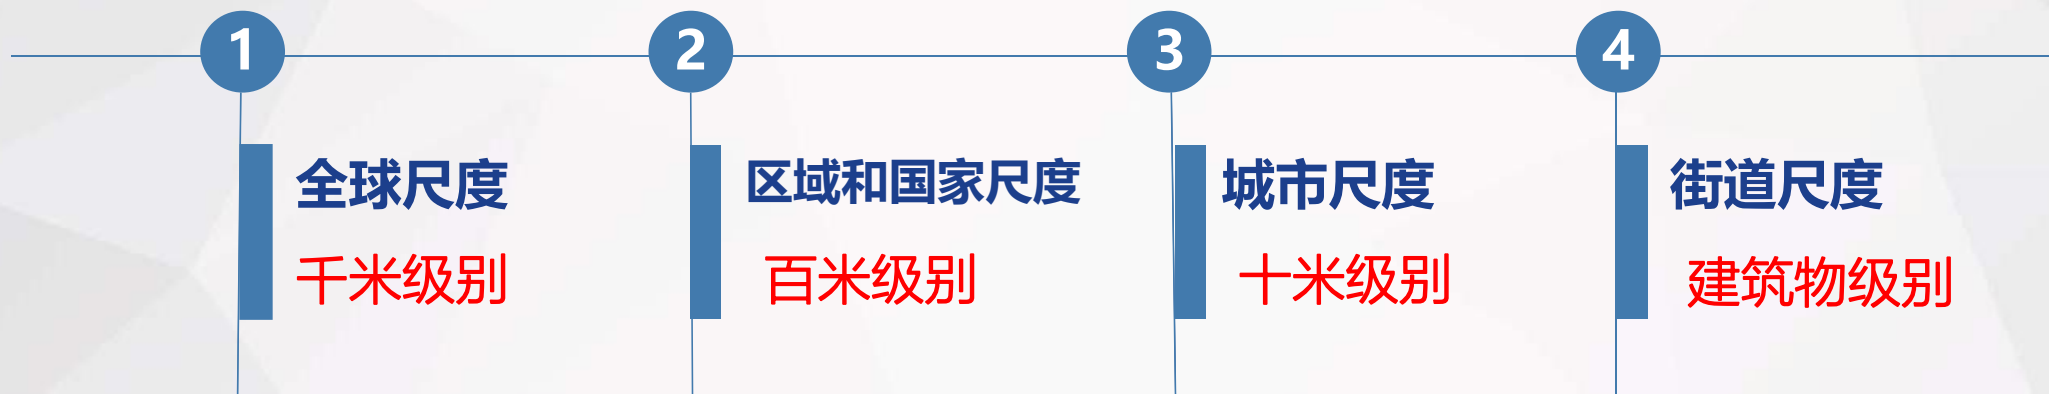 1
2
3
4
全球尺度
区域和国家尺度
城市尺度
街道尺度
千米级别
百米级别
十米级别
建筑物级别